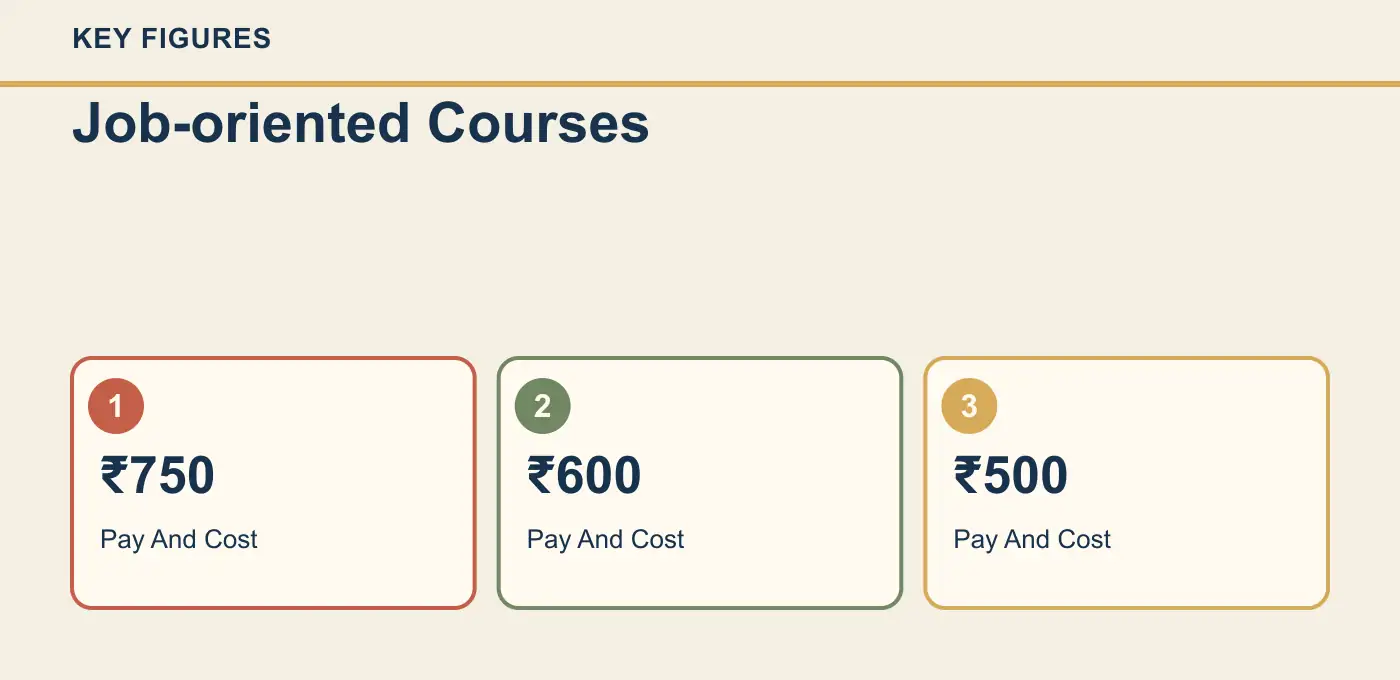 KEY FIGURES
Job-oriented Courses
1
₹750
Pay And Cost
2
₹600
Pay And Cost
3
₹500
Pay And Cost